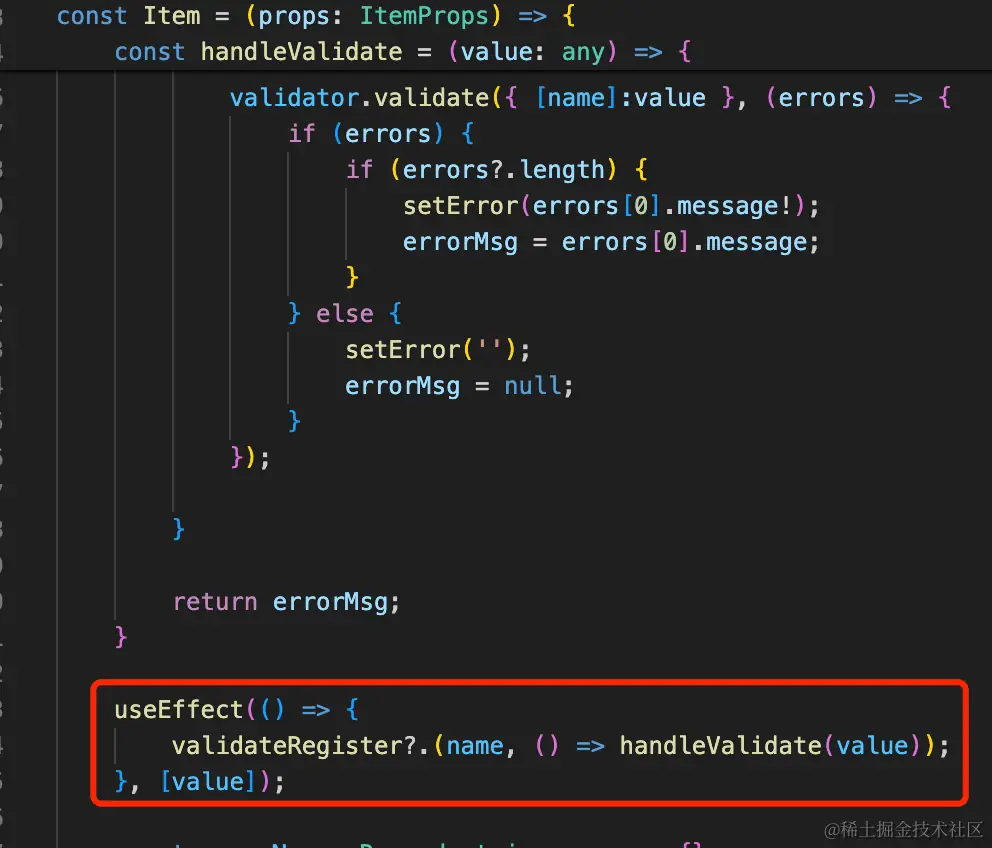 const Item = (props: ItemProps) => {
const handleValidate = (value: any) => {
validator.validate({ [name]:value }, (errors) => {
if (errors) {
if (errors?.length) {
setError(errors[0].message!);
errorMsg = errors[0].message;
}
} else {
setError('');
errorMsg = null;
}
});
}
return errorMsg;
}
useEffect(() => {
validateRegister?.(name, () => handleValidate(value));
}, [value]);
@稀土掘金技术社区